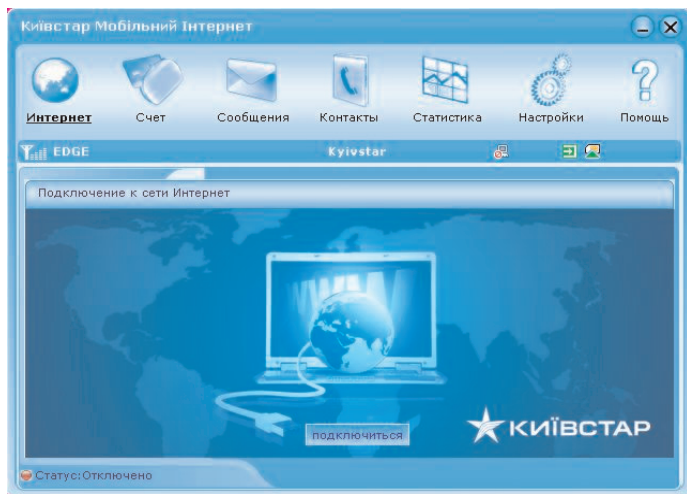 Київстар Мобільний Інтернет
Интернет Счет Сообщения Контакты Статистика Настройки Помощь
EDGE Kyivstar
Подключение к сети Интернет
WWW
подключиться
КИЇВСТАР
Статус:Отключено